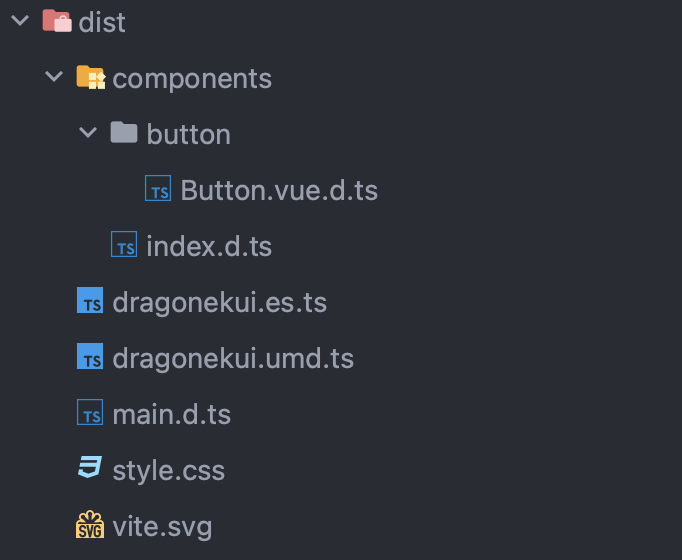 dist
components
button
TS Button.vue.d.ts
TS index.d.ts
TS dragonekui.es.ts
TS dragonekui.umd.ts
TS main.d.ts
style.css
SVG vite.svg